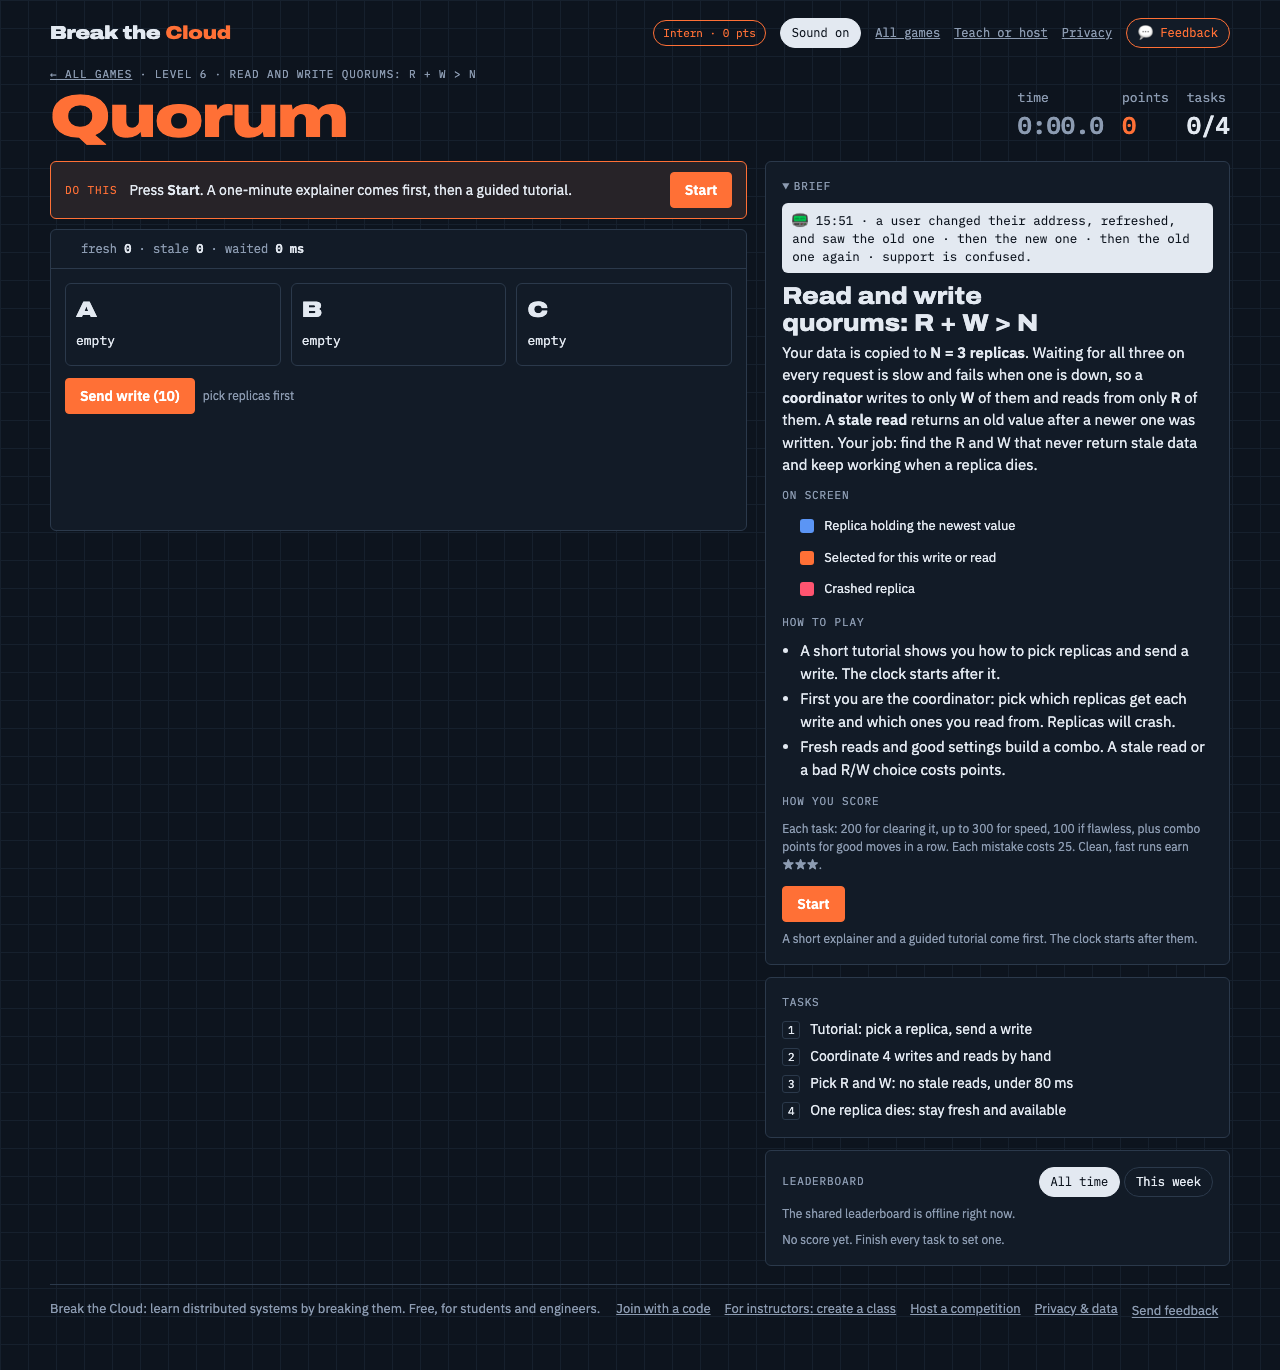 Break the Cloud
Intern · 0 pts
Sound on
All games
Teach or host
Privacy
💬 Feedback
← ALL GAMES · LEVEL 6 · READ AND WRITE QUORUMS: R + W > N
Quorum
time
0:00.0
points
0
tasks
0/4
DO THIS
Press Start. A one-minute explainer comes first, then a guided tutorial.
Start
fresh 0 · stale 0 · waited 0 ms
A
empty
B
empty
C
empty
Send write (10)
pick replicas first
▼ BRIEF
15:51 · a user changed their address, refreshed,
and saw the old one · then the new one · then the old
one again · support is confused.
Read and write
quorums: R + W > N
Your data is copied to N = 3 replicas. Waiting for all three on
every request is slow and fails when one is down, so a
coordinator writes to only W of them and reads from only R of
them. A stale read returns an old value after a newer one was
written. Your job: find the R and W that never return stale data
and keep working when a replica dies.
ON SCREEN
Replica holding the newest value
Selected for this write or read
Crashed replica
HOW TO PLAY
• A short tutorial shows you how to pick replicas and send a
write. The clock starts after it.
• First you are the coordinator: pick which replicas get each
write and which ones you read from. Replicas will crash.
• Fresh reads and good settings build a combo. A stale read or
a bad R/W choice costs points.
HOW YOU SCORE
Each task: 200 for clearing it, up to 300 for speed, 100 if flawless, plus combo
points for good moves in a row. Each mistake costs 25. Clean, fast runs earn
★★★.
Start
A short explainer and a guided tutorial come first. The clock starts after them.
TASKS
1 Tutorial: pick a replica, send a write
2 Coordinate 4 writes and reads by hand
3 Pick R and W: no stale reads, under 80 ms
4 One replica dies: stay fresh and available
LEADERBOARD
All time
This week
The shared leaderboard is offline right now.
No score yet. Finish every task to set one.
Break the Cloud: learn distributed systems by breaking them. Free, for students and engineers.
Join with a code
For instructors: create a class
Host a competition
Privacy & data
Send feedback